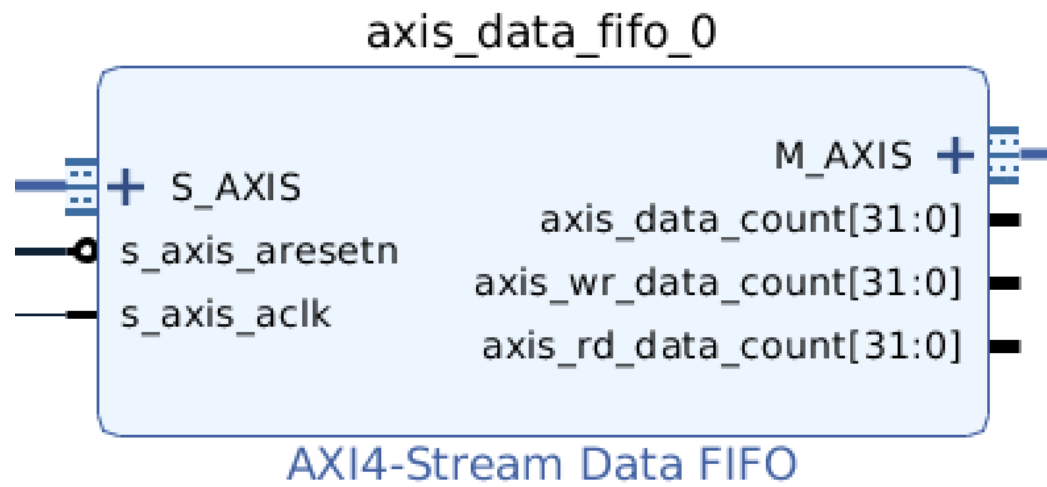 axis_data_fifo_0
S_AXIS
s_axis_aresetn
s_axis_aclk
M_AXIS
axis_data_count[31:0]
axis_wr_data_count[31:0]
axis_rd_data_count[31:0]
AXI4-Stream Data FIFO